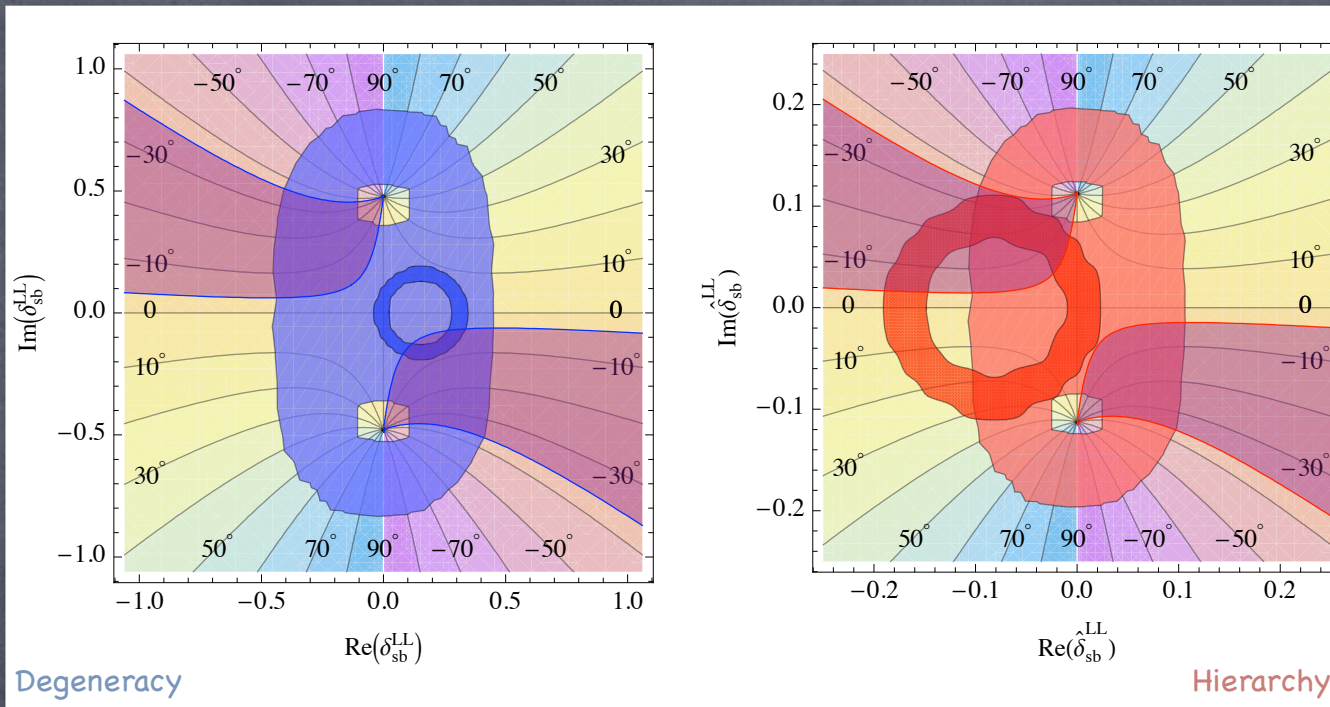 1.0
0.5
0.0
−0.5
−1.0
Im(δ_sb^LL)
−50° −70° 90° 70° 50°
−30° 30°
−10° 10°
0 0
10° −10°
30° −30°
50° 70° 90° −70° −50°
−1.0 −0.5 0.0 0.5 1.0
Re(δ_sb^LL)
Degeneracy
0.2
0.1
0.0
−0.1
−0.2
Im(δ̂_sb^LL)
−50° −70° 90° 70° 50°
−30° 30°
−10° 10°
0 0
10° −10°
30° −30°
50° 70° 90° −70° −50°
−0.2 −0.1 0.0 0.1 0.2
Re(δ̂_sb^LL)
Hierarchy